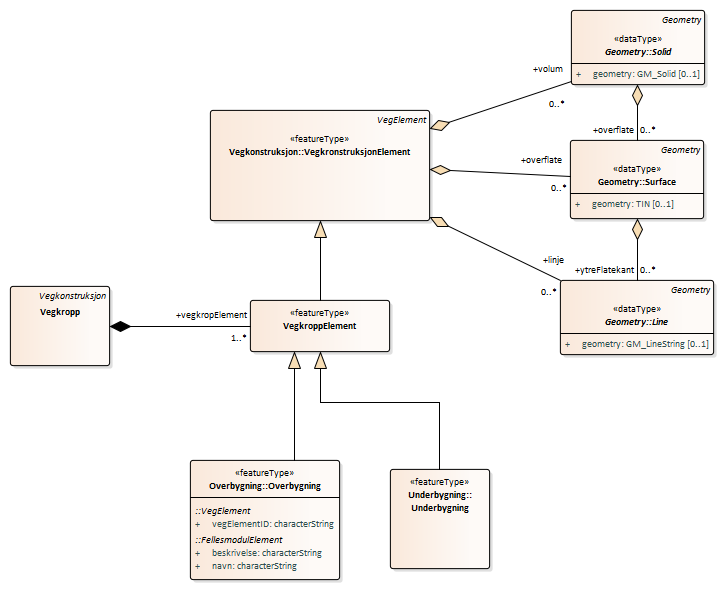 Geometry
«dataType»
Geometry::Solid
+ geometry: GM_Solid [0..1]
+volum
0..*
VegElement
«featureType»
Vegkonstruksjon::VegkronstruksjonElement
+overflate 0..*
Geometry
«dataType»
Geometry::Surface
+ geometry: TIN [0..1]
+overflate
0..*
+linje
0..*
+ytreFlatekant 0..*
Geometry
«dataType»
Geometry::Line
+ geometry: GM_LineString [0..1]
Vegkonstruksjon
Vegkropp
+vegkropElement
1..*
«featureType»
VegkroppElement
«featureType»
Overbygning::Overbygning
::VegElement
+ vegElementID: characterString
::FellesmodulElement
+ beskrivelse: characterString
+ navn: characterString
«featureType»
Underbygning::
Underbygning